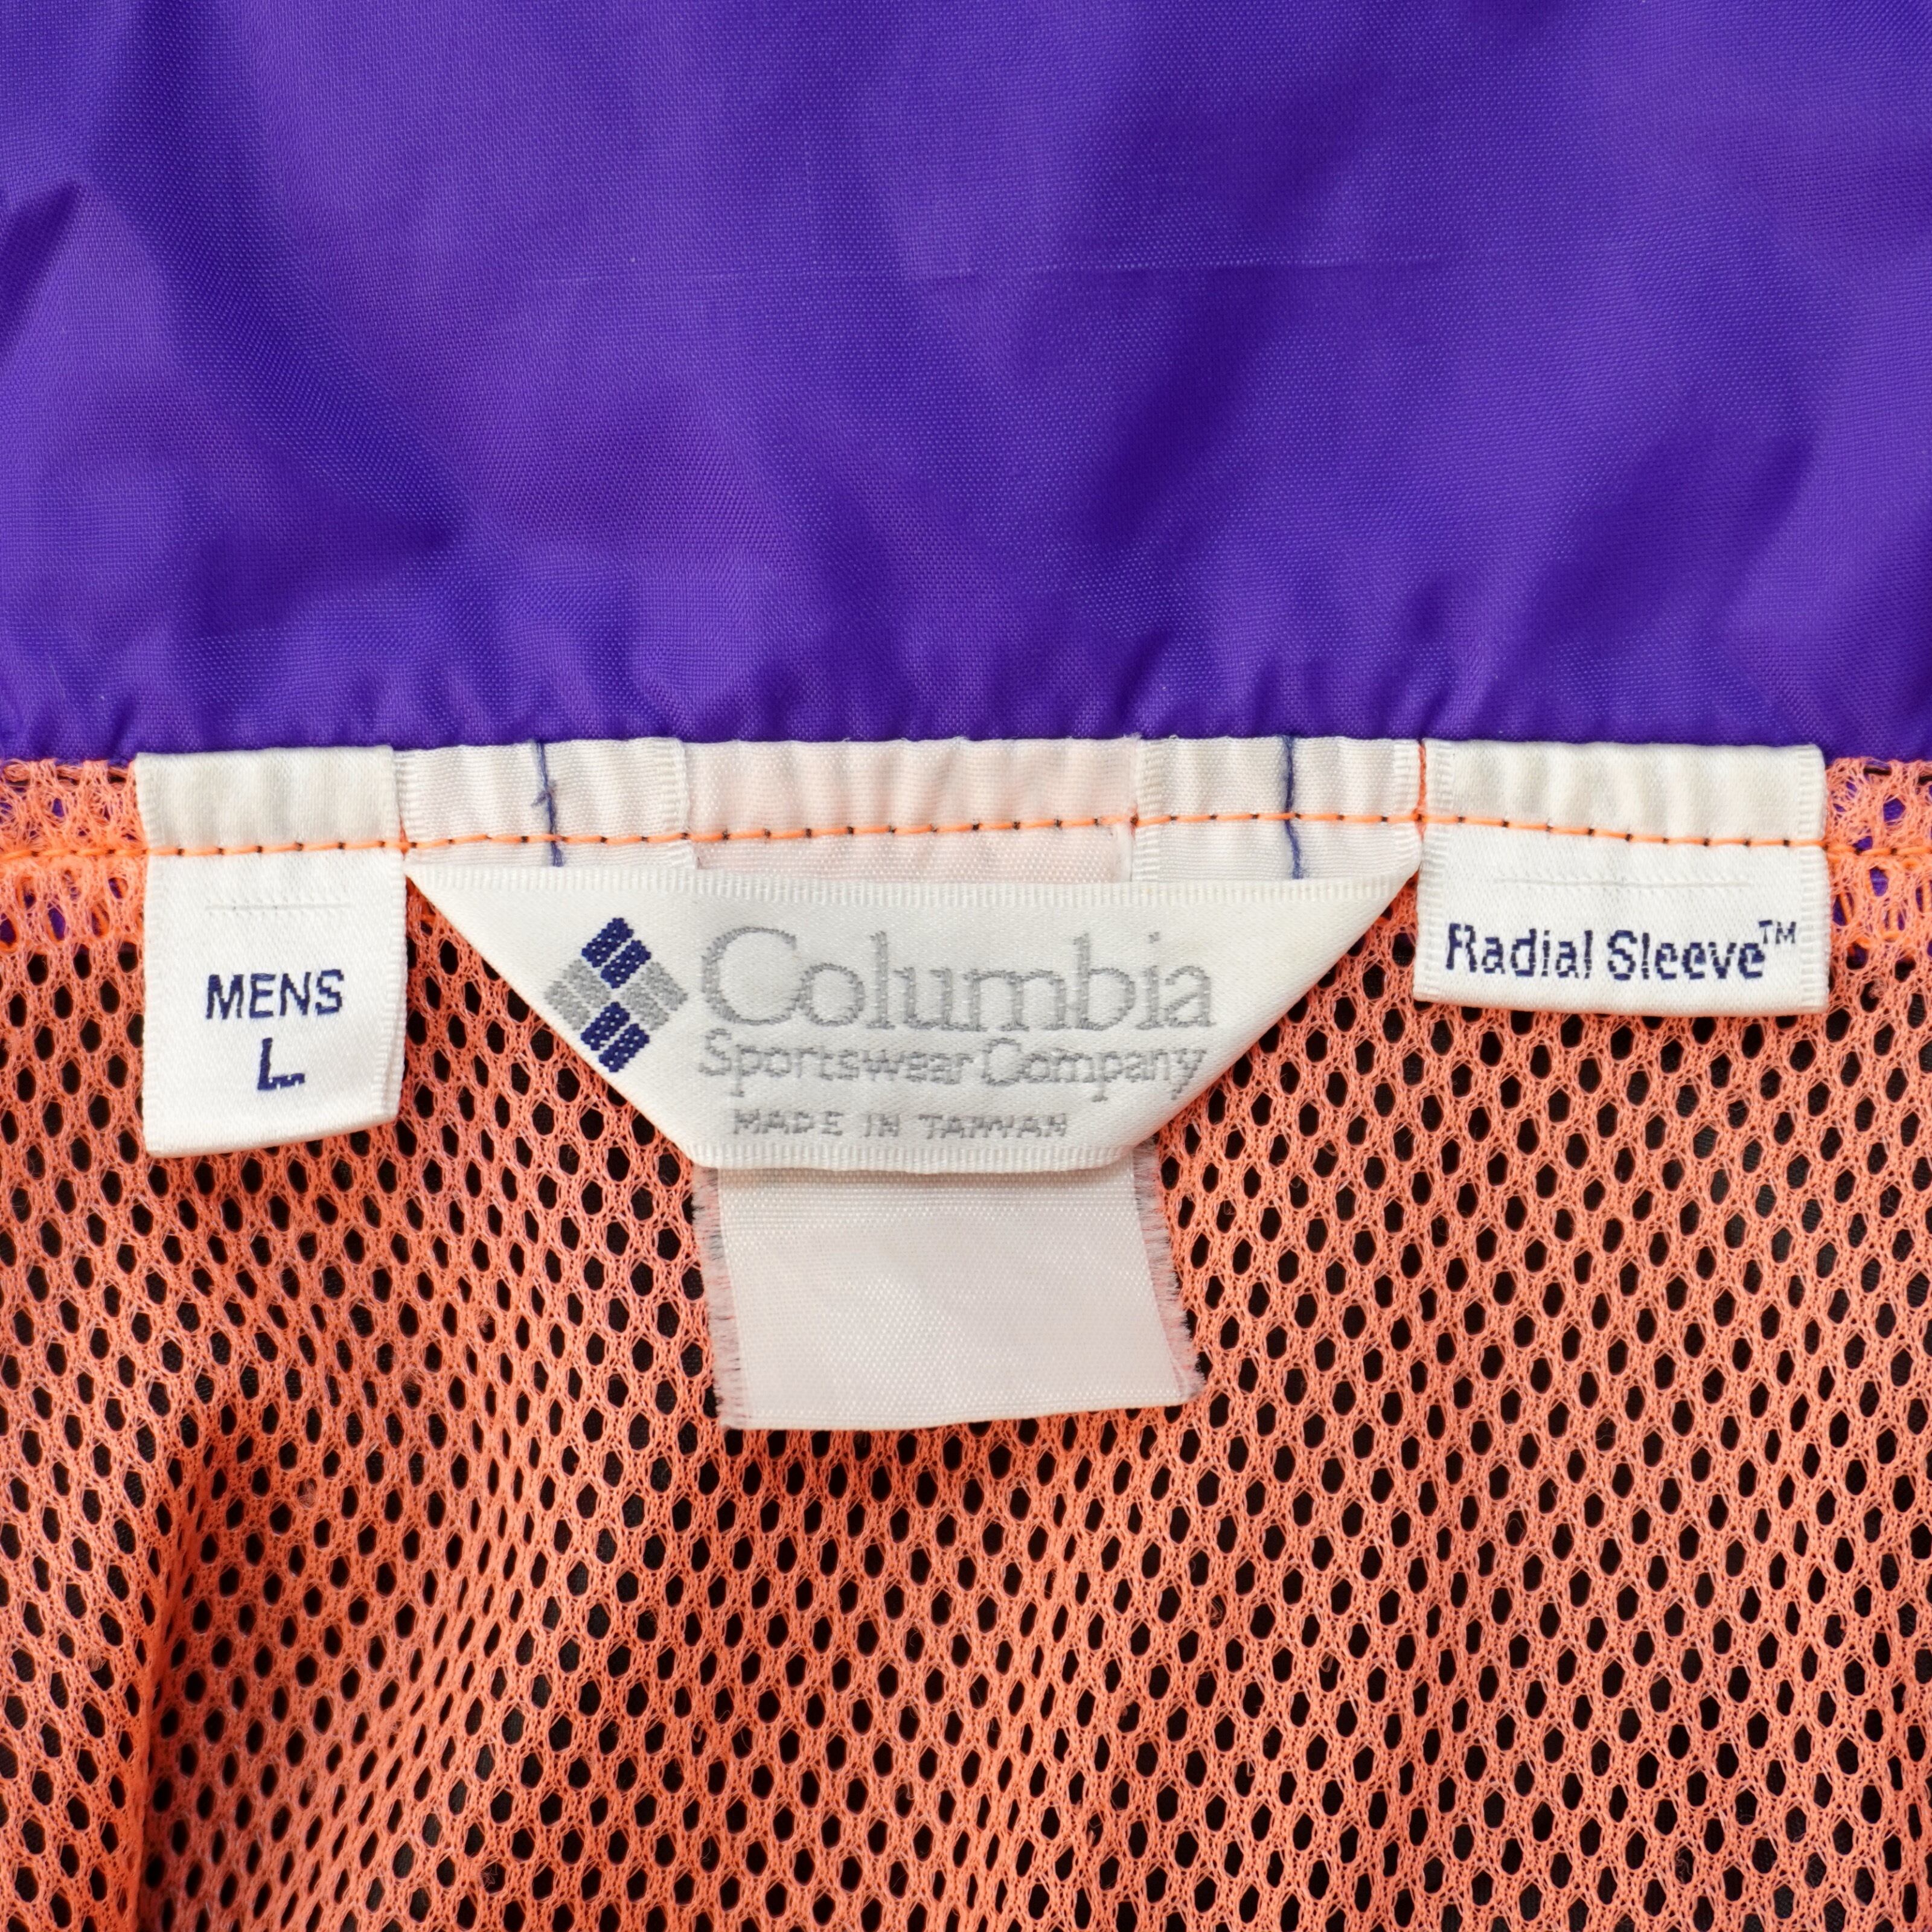 MENS
L
Columbia
Sportswear Company
MADE IN TAIWAN
Radial Sleeve™